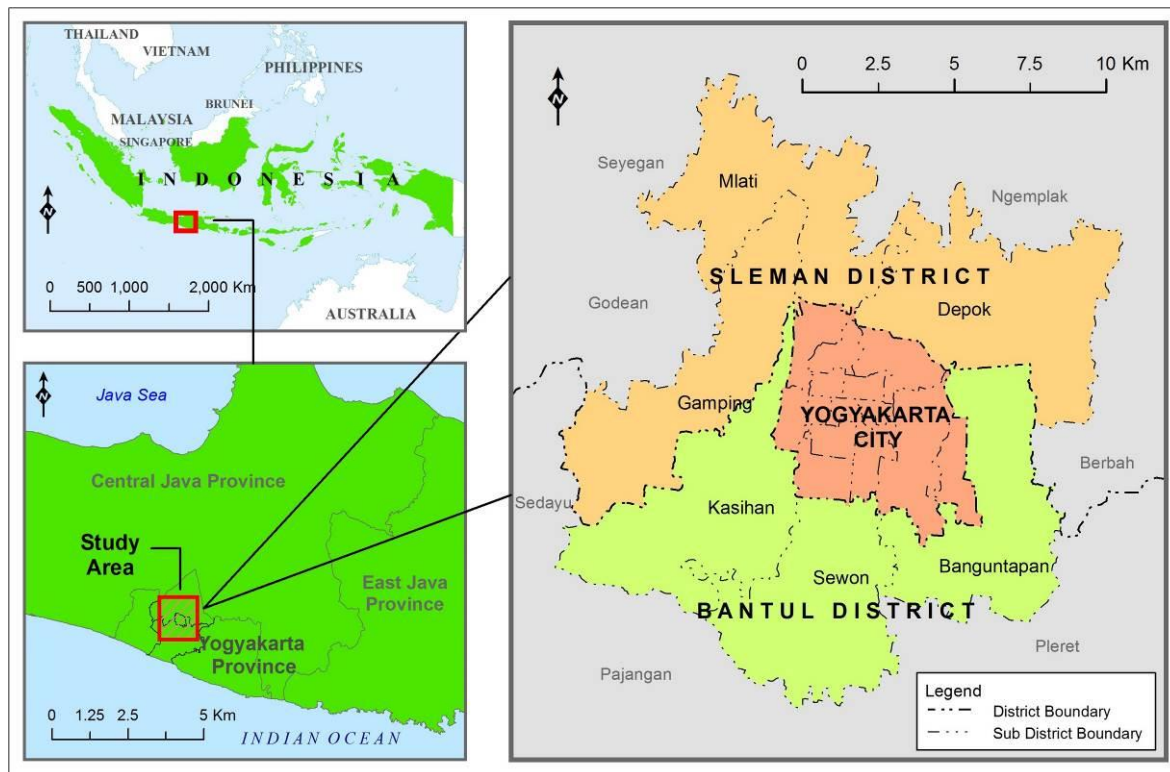 THAILAND
VIETNAM
PHILIPPINES
BRUNEI
MALAYSIA
SINGAPORE
INDONESIA
N
0 500 1,000 2,000 Km
AUSTRALIA
N
Java Sea
Central Java Province
Study
Area
East Java
Province
Yogyakarta
Province
0 1.25 2.5 5 Km
INDIAN OCEAN
N
0 2.5 5 7.5 10 Km
Seyegan
Mlati
Ngemplak
SLEMAN DISTRICT
Godean
Depok
Gamping
YOGYAKARTA
CITY
Berbah
Sedayu
Kasihan
Sewon
Banguntapan
BANTUL DISTRICT
Pleret
Pajangan
Legend
District Boundary
Sub District Boundary